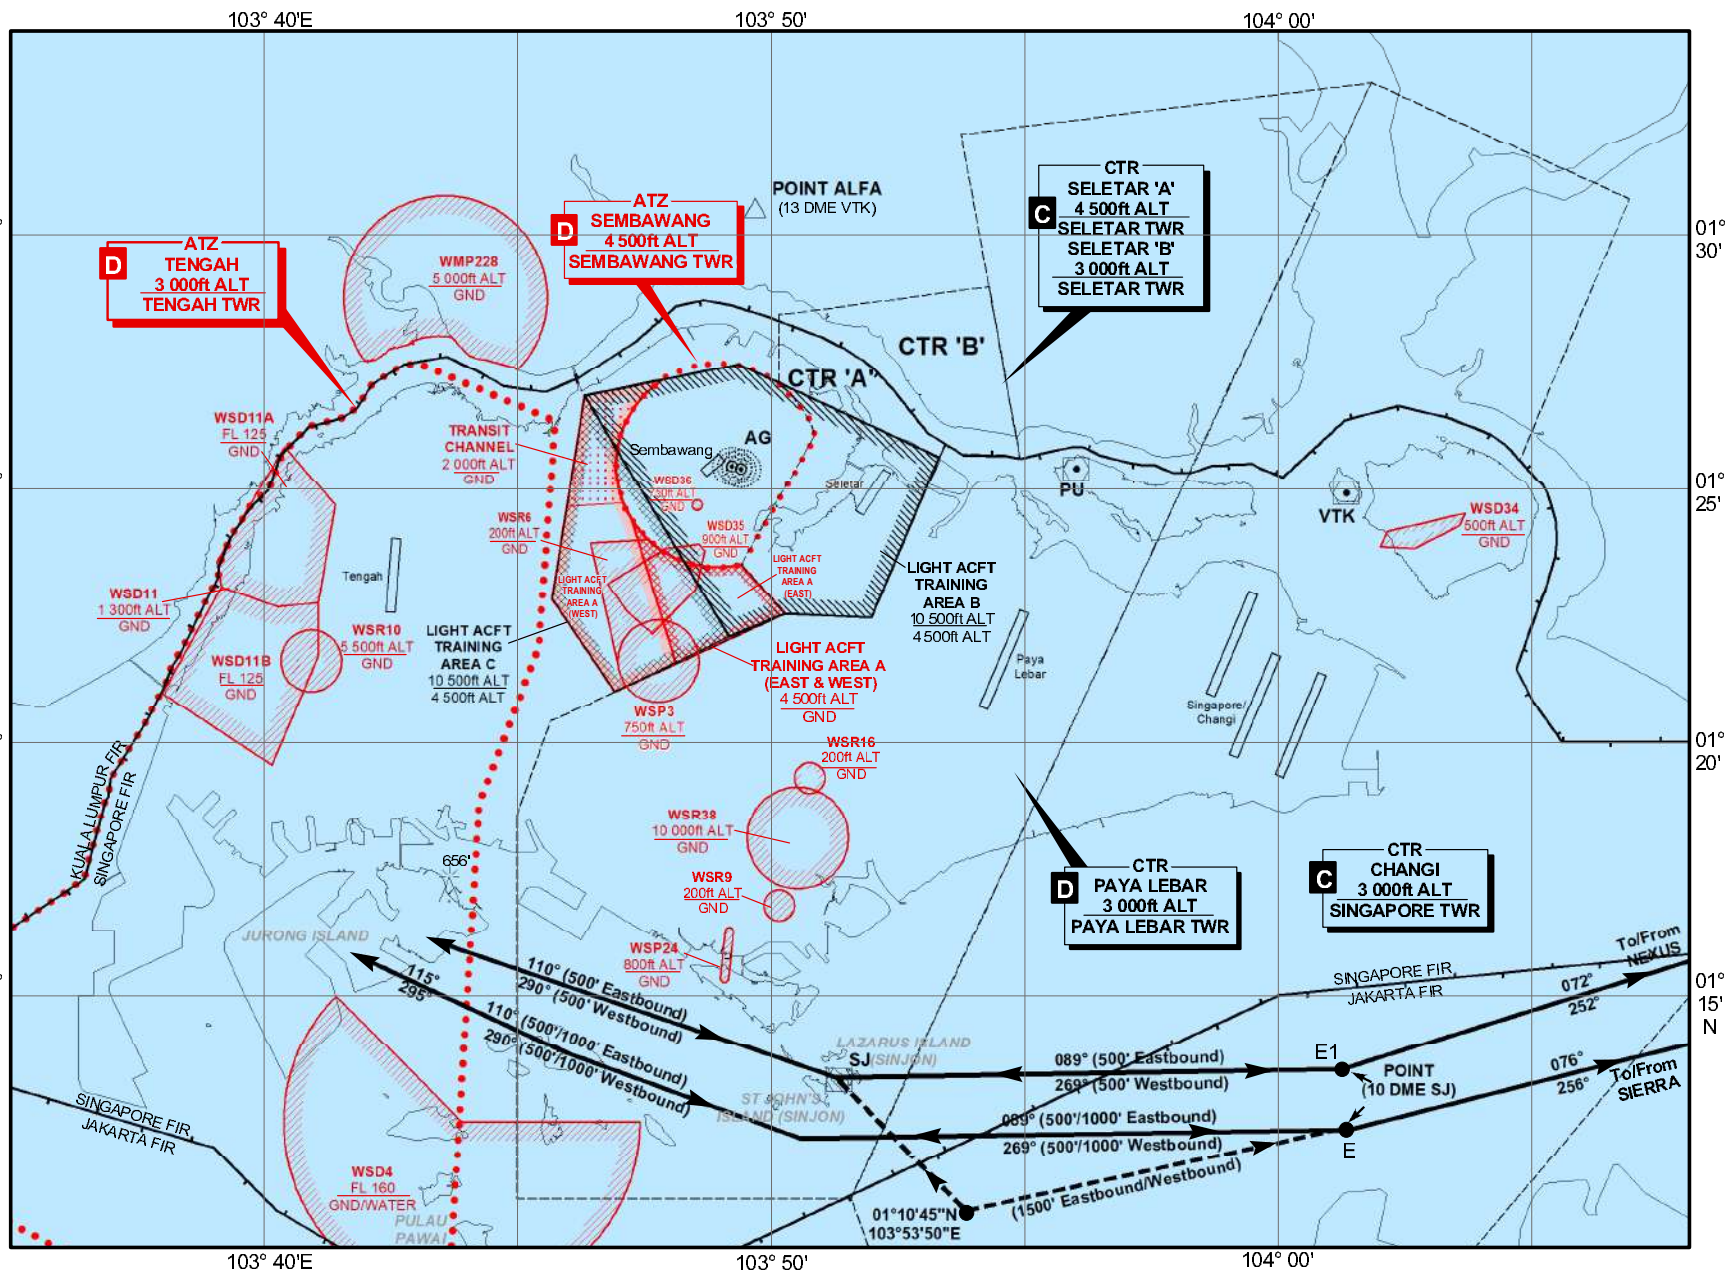 103° 40'E
103° 50'
104° 00'
POINT ALFA
(13 DME VTK)
CTR
SELETAR 'A'
4 500ft ALT
SELETAR TWR
SELETAR 'B'
3 000ft ALT
SELETAR TWR
C
ATZ
SEMBAWANG
4 500ft ALT
SEMBAWANG TWR
D
ATZ
TENGAH
3 000ft ALT
TENGAH TWR
D
WMP228
5 000ft ALT
GND
01°
30'
CTR 'B'
CTR 'A'
WSD11A
FL 125
GND
TRANSIT
CHANNEL
2 000ft ALT
GND
AG
Sembawang
WSD36
GND
Seletar
PU
VTK
01°
25'
WSD34
500ft ALT
GND
WSR6
200ft ALT
GND
WSD35
900ft ALT
GND
Tengah
LIGHT ACFT
TRAINING
AREA A
(WEST)
LIGHT ACFT
TRAINING
AREA A
(EAST)
LIGHT ACFT
TRAINING
AREA B
10 500ft ALT
4 500ft ALT
WSD11
1 300ft ALT
GND
WSR10
5 500ft ALT
GND
WSD11B
FL 125
GND
LIGHT ACFT
TRAINING
AREA C
10 500ft ALT
4 500ft ALT
LIGHT ACFT
TRAINING AREA A
(EAST & WEST)
4 500ft ALT
GND
Paya
Lebar
Singapore/
Changi
WSP3
750ft ALT
GND
WSR16
200ft ALT
GND
01°
20'
KUALA LUMPUR FIR
SINGAPORE FIR
WSR38
10 000ft ALT
GND
656'
WSR9
200ft ALT
GND
CTR
PAYA LEBAR
3 000ft ALT
PAYA LEBAR TWR
D
CTR
CHANGI
3 000ft ALT
SINGAPORE TWR
C
JURONG ISLAND
WSP24
800ft ALT
GND
To/From
NEXUS
SINGAPORE FIR
JAKARTA FIR
01°
15'
N
115°
295°
110° (500' Eastbound)
290° (500' Westbound)
110° (500'/1000' Eastbound)
290° (500'/1000' Westbound)
072°
252°
LAZARUS ISLAND
(SINJON)
SJ
089° (500' Eastbound)
269° (500' Westbound)
E1
POINT
(10 DME SJ)
076°
256°
To/From
SIERRA
ST JOHN'S
ISLAND (SINJON)
089° (500'/1000' Eastbound)
269° (500'/1000' Westbound)
E
SINGAPORE FIR
JAKARTA FIR
WSD4
FL 160
GND/WATER
PULAU
PAWAI
(1500' Eastbound/Westbound)
01°10'45"N
103°53'50"E
103° 40'E
103° 50'
104° 00'